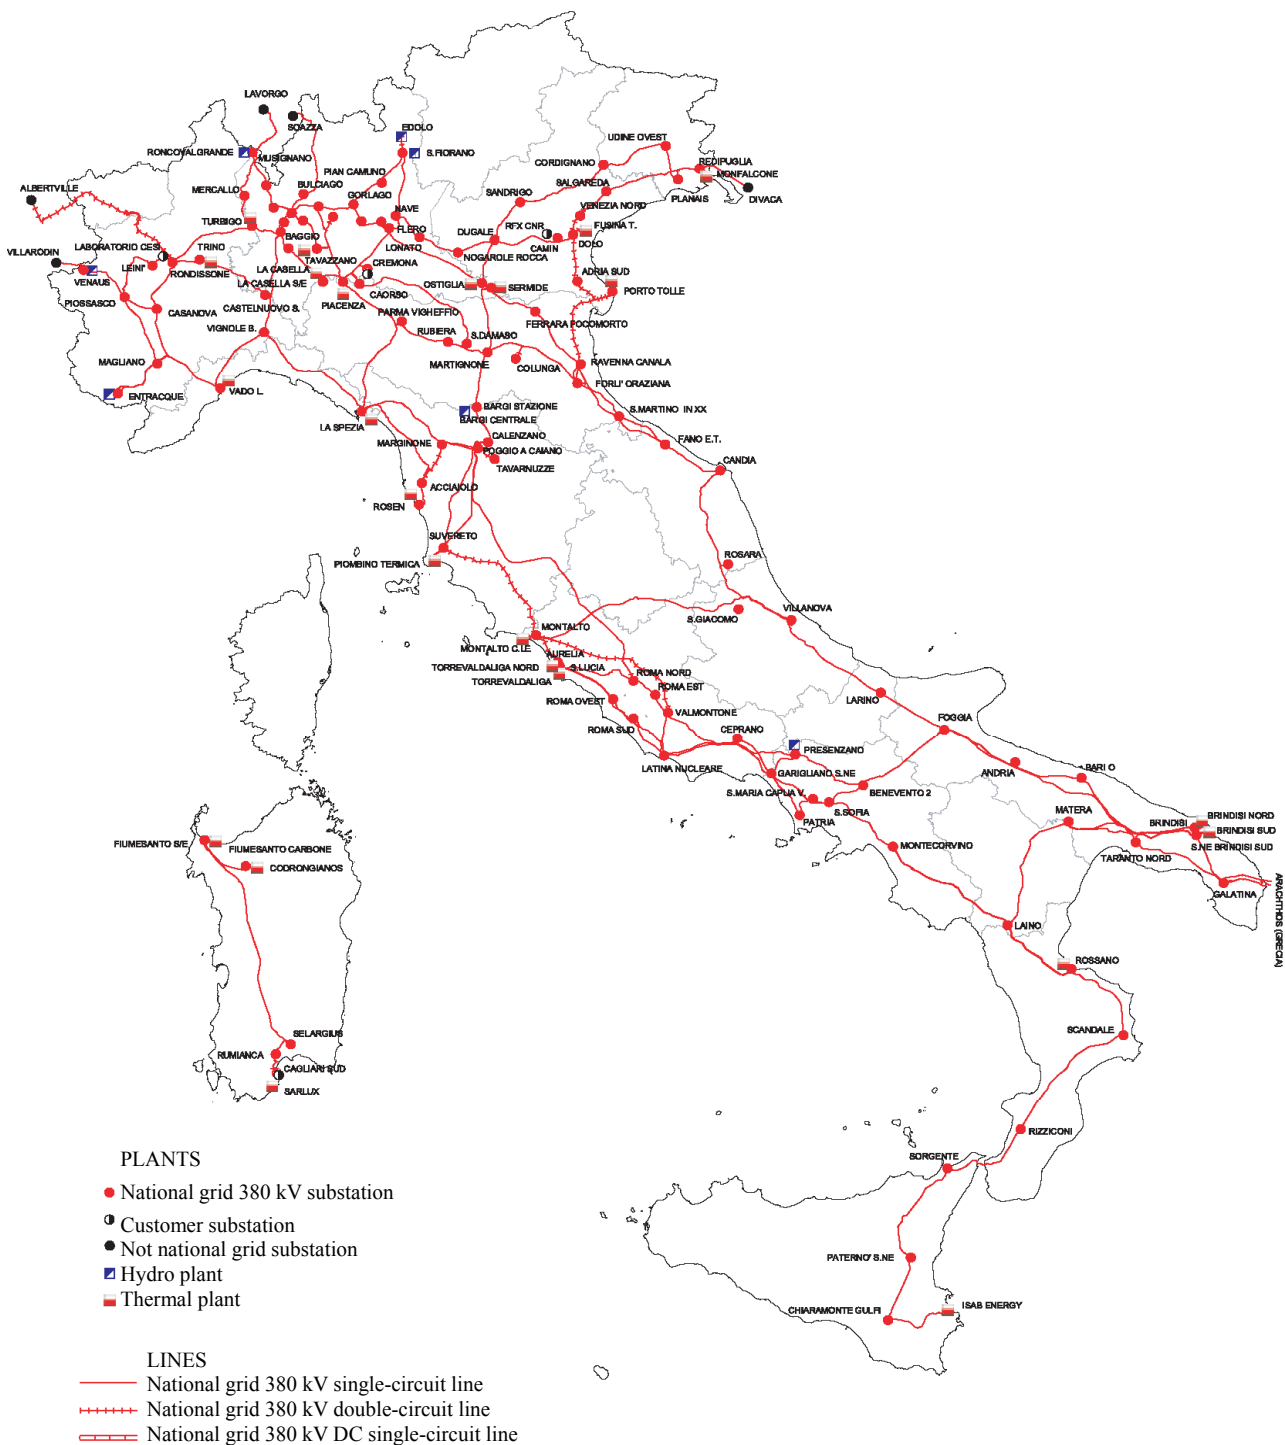 LAVORGO
SOAZZA
EDOLO
S.FIORANO
RONCOVALGRANDE
MUSIGNANO
UDINE OVEST
CORDIGNANO
REDIPUGLIA
MONFALCONE
PIAN CAMUNO
ALBERTVILLE
MERCALLO
BULCIAGO
GORLAGO
SANDRIGO
SALGAREDA
PLANAIS
DIVACA
TURBIGO
NAVE
VENEZIA NORD
RFX CNR
FUSINA T.
VILLARODIN
LABORATORIO CESI
TRINO
BAGGIO
FLERO
DUGALE
CAMIN
DOLO
LEINI'
RONDISSONE
TAVAZZANO
LONATO
NOGAROLE ROCCA
VENAUS
LA CASELLA
CREMONA
ADRIA SUD
LA CASELLA S/E
CAORSO
OSTIGLIA
SERMIDE
PORTO TOLLE
PIOSSASCO
CASANOVA
CASTELNUOVO S.
PIACENZA
PARMA VIGHEFFIO
FERRARA FOCOMORTO
VIGNOLE B.
RUBIERA
S.DAMASO
MAGLIANO
MARTIGNONE
COLUNGA
RAVENNA CANALA
FORLI' ORAZIANA
ENTRACQUE
VADO L.
LA SPEZIA
BARGI STAZIONE
BARGI CENTRALE
S.MARTINO IN XX
MARGINONE
CALENZANO
POGGIO A CAIANO
TAVARNUZZE
FANO E.T.
CANDIA
ACCIAIOLO
ROSEN
SUVERETO
PIOMBINO TERMICA
ROSARA
S.GIACOMO
VILLANOVA
MONTALTO
MONTALTO C.LE
AURELIA
TORREVALDALIGA NORD
S.LUCIA
TORREVALDALIGA
ROMA NORD
ROMA EST
ROMA OVEST
VALMONTONE
LARINO
ROMA SUD
CEPRANO
FOGGIA
PRESENZANO
LATINA NUCLEARE
GARIGLIANO S.NE
ANDRIA
BARI O
S.MARIA CAPUA V.
BENEVENTO 2
S.SOFIA
PATRIA
MATERA
BRINDISI
BRINDISI NORD
BRINDISI SUD
S.NE BRINDISI SUD
FIUMESANTO S/E
FIUMESANTO CARBONE
CODRONGIANOS
MONTECORVINO
TARANTO NORD
GALATINA
ARACHTHOS (GRECIA)
LAINO
ROSSANO
SCANDALE
SELARGIUS
RUMIANCA
CAGLIARI SUD
SARLUX
RIZZICONI
SORGENTE
PATERNO' S.NE
CHIARAMONTE GULFI
ISAB ENERGY
PLANTS
National grid 380 kV substation
Customer substation
Not national grid substation
Hydro plant
Thermal plant
LINES
National grid 380 kV single-circuit line
National grid 380 kV double-circuit line
National grid 380 kV DC single-circuit line